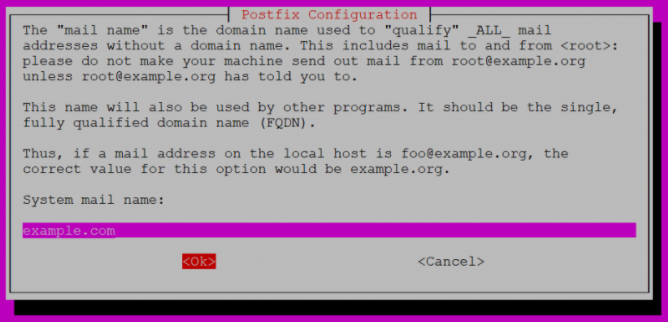 Postfix Configuration
The "mail name" is the domain name used to "qualify" _ALL_ mail
addresses without a domain name. This includes mail to and from <root>:
please do not make your machine send out mail from root@example.org
unless root@example.org has told you to.
This name will also be used by other programs. It should be the single,
fully qualified domain name (FQDN).
Thus, if a mail address on the local host is foo@example.org, the
correct value for this option would be example.org.
System mail name:
example.com
<Ok> <Cancel>